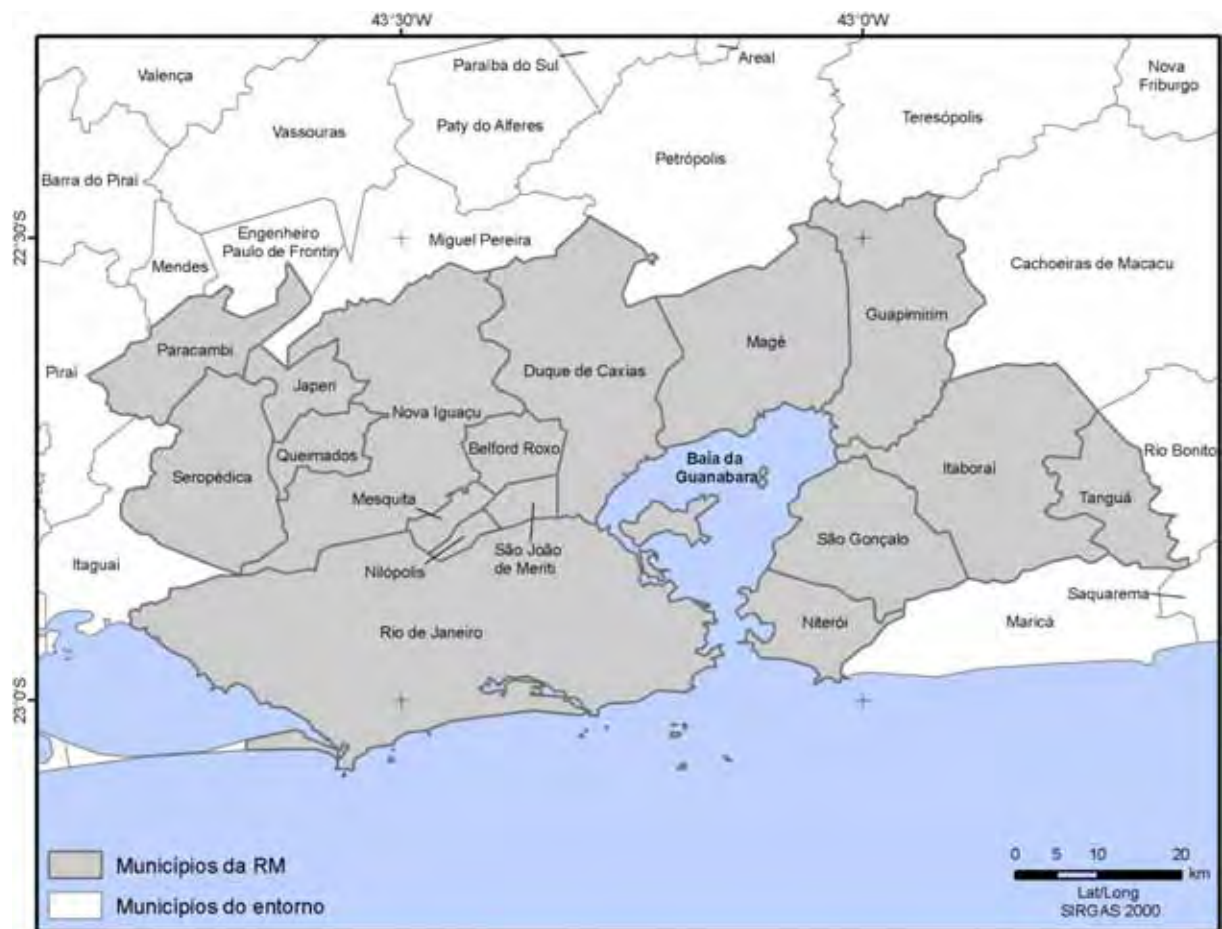 43°30'W
43°0'W
Valença
Paraíba do Sul
Areal
Nova
Friburgo
Vassouras
Paty do Alferes
Teresópolis
Petrópolis
Barra do Piraí
22°30'S
Engenheiro
Paulo de Frontin
Miguel Pereira
Mendes
Cachoeiras de Macacu
Guapimirim
Magé
Paracambi
Piraí
Japeri
Duque de Caxias
Nova Iguaçu
Queimados
Belford Roxo
Baía da
Guanabara
Rio Bonito
Itaboraí
Seropédica
Mesquita
Tanguá
São Gonçalo
São João
de Meriti
Itaguaí
Nilópolis
Saquarema
Rio de Janeiro
Niterói
Maricá
23°0'S
Municípios da RM
Municípios do entorno
0 5 10 20
km
Lat/Long
SIRGAS 2000